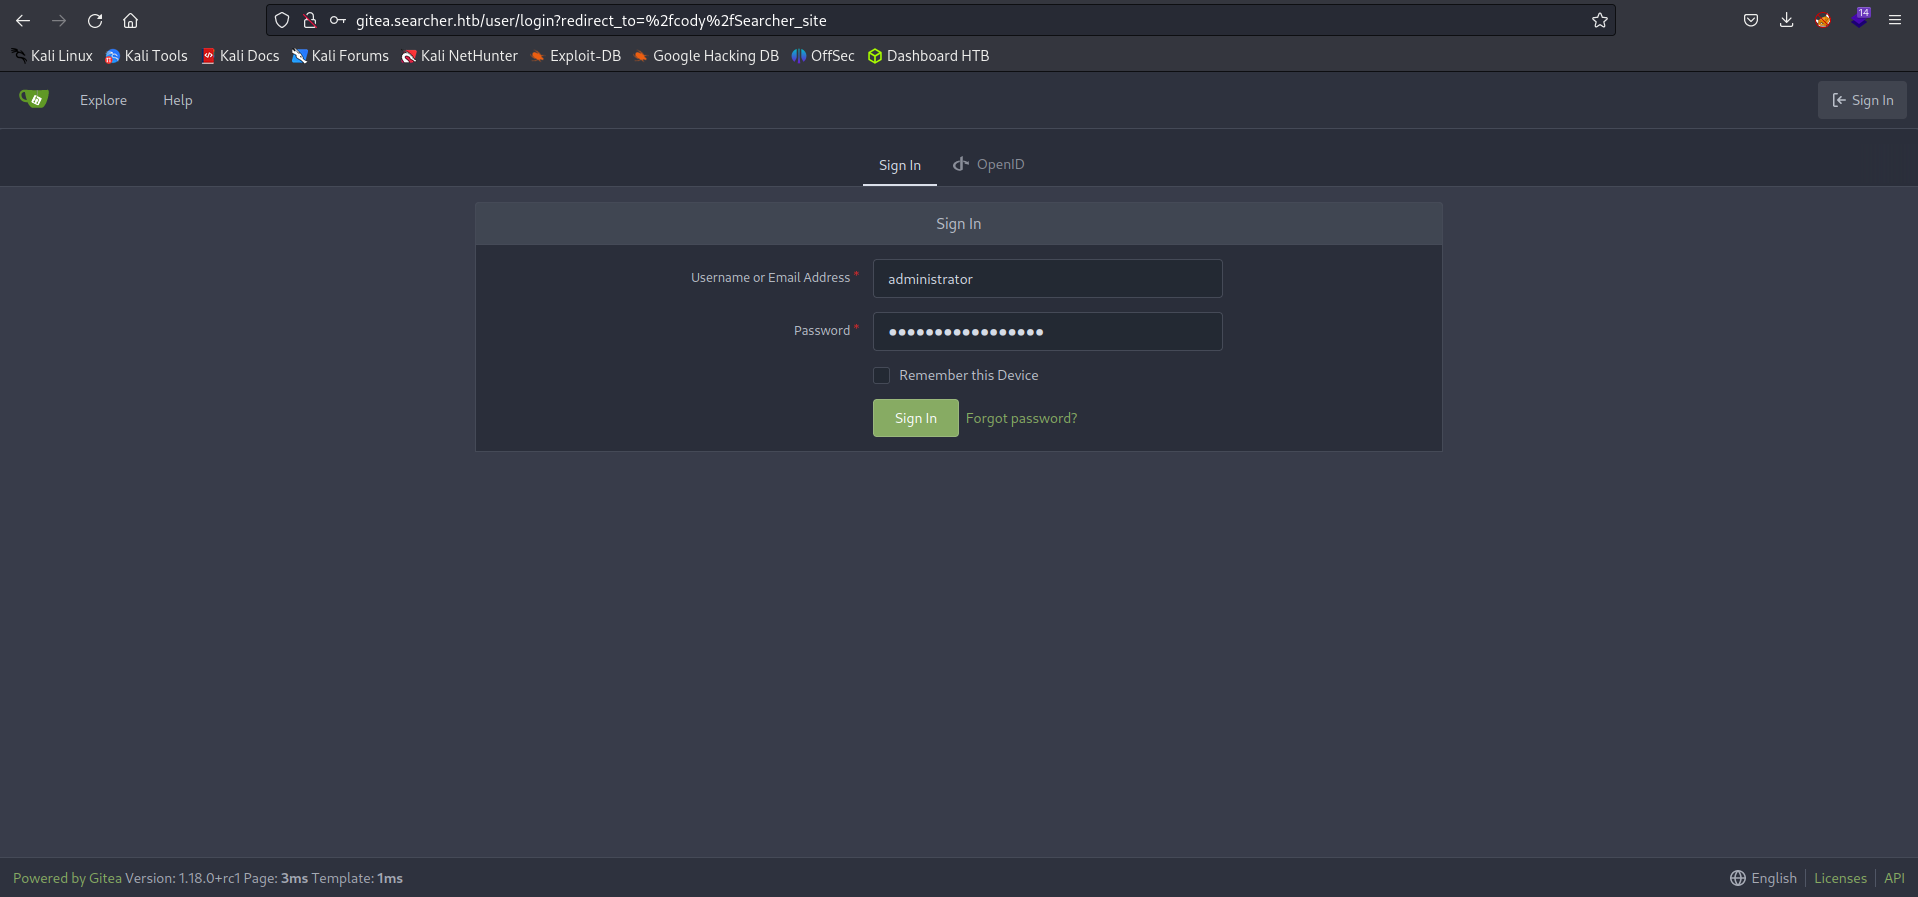 gitea.searcher.htb/user/login?redirect_to=%2fcody%2fSearcher_site
14
Kali Linux Kali Tools Kali Docs Kali Forums Kali NetHunter Exploit-DB Google Hacking DB OffSec Dashboard HTB
Explore Help Sign In
Sign In OpenID
Sign In
Username or Email Address * administrator
Password * ●●●●●●●●●●●●●●●●●
Remember this Device
Sign In Forgot password?
Powered by Gitea Version: 1.18.0+rc1 Page: 3ms Template: 1ms English Licenses API